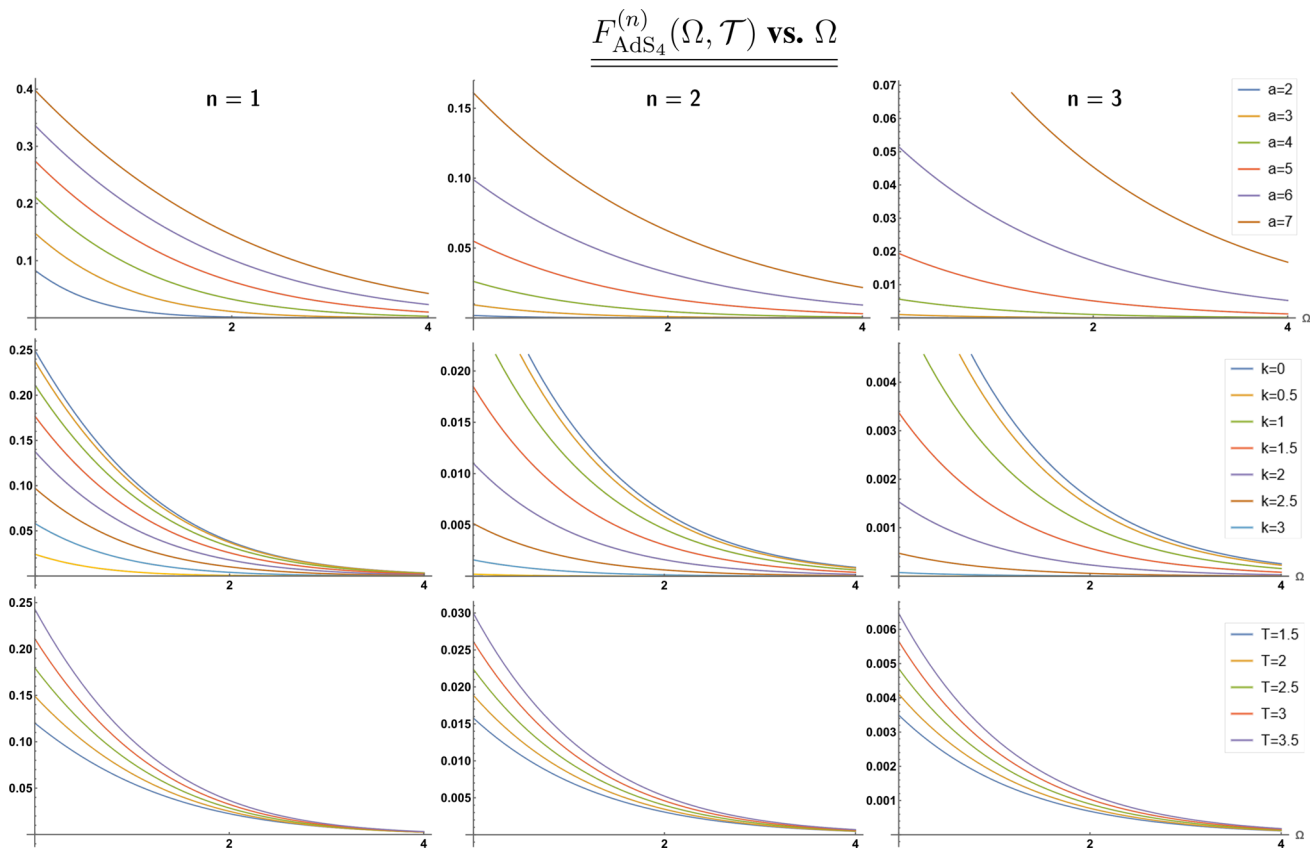 F^{(n)}_{AdS_4}(Ω, 𝒯) vs. Ω
n = 1
n = 2
n = 3
0.4
0.3
0.2
0.1
2
4
0.15
0.10
0.05
2
4
0.07
0.06
0.05
0.04
0.03
0.02
0.01
2
4
Ω
a=2
a=3
a=4
a=5
a=6
a=7
0.25
0.20
0.15
0.10
0.05
2
4
0.020
0.015
0.010
0.005
2
4
0.004
0.003
0.002
0.001
2
4
Ω
k=0
k=0.5
k=1
k=1.5
k=2
k=2.5
k=3
0.25
0.20
0.15
0.10
0.05
2
4
0.030
0.025
0.020
0.015
0.010
0.005
2
4
0.006
0.005
0.004
0.003
0.002
0.001
2
4
Ω
T=1.5
T=2
T=2.5
T=3
T=3.5